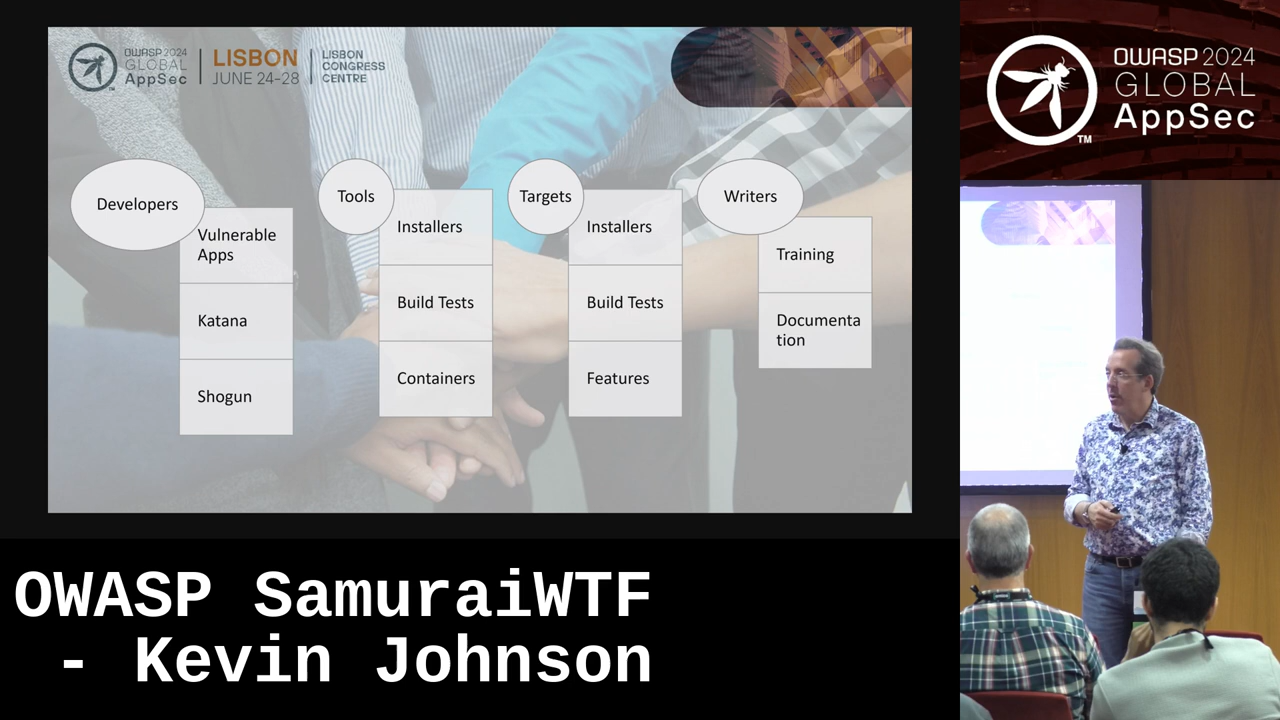 OWASP 2024
GLOBAL
AppSec
LISBON
JUNE 24-28
LISBON
CONGRESS
CENTRE
Developers
Vulnerable
Apps
Katana
Shogun
Tools
Installers
Build Tests
Containers
Targets
Installers
Build Tests
Features
Writers
Training
Documenta
tion
OWASP 2024
GLOBAL
AppSec
TM
OWASP SamuraiWTF
- Kevin Johnson